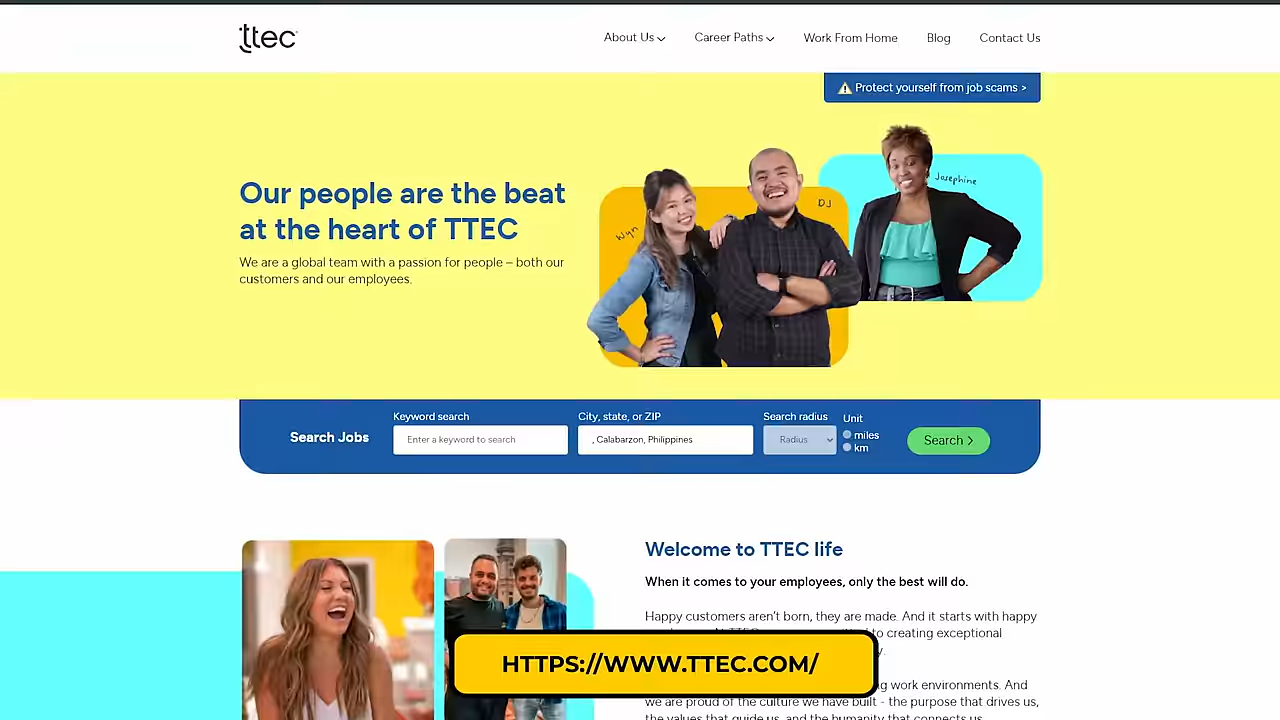 ttec
About Us
Career Paths
Work From Home
Blog
Contact Us
Protect yourself from job scams >
Our people are the beat
at the heart of TTEC
We are a global team with a passion for people – both our
customers and our employees.
Wyn
DJ
Josephine
Search Jobs
Keyword search
Enter a keyword to search
City, state, or ZIP
, Calabarzon, Philippines
Search radius
Radius
Unit
miles
km
Search
Welcome to TTEC life
When it comes to your employees, only the best will do.
Happy customers aren't born, they are made. And it starts with happy
to creating exceptional
HTTPS://WWW.TTEC.COM/
work environments. And
we are proud of the culture we have built - the purpose that drives us,
the values that guide us, and the humanity that connects us.